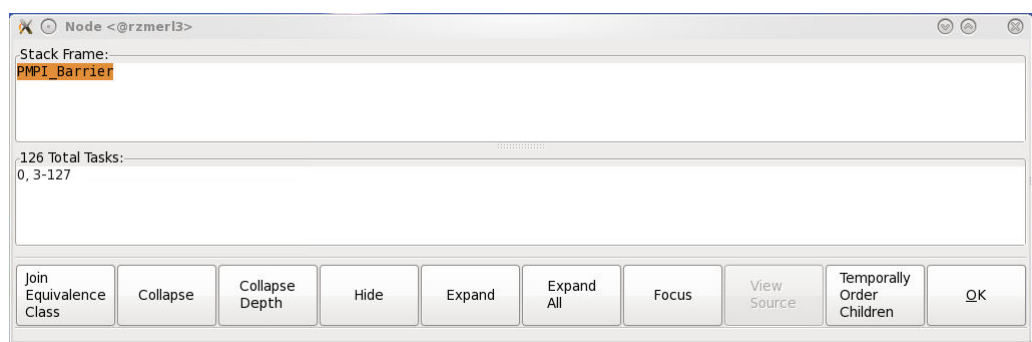 Node <@rzmerl3>
Stack Frame:
PMPI_Barrier
126 Total Tasks:
0, 3-127
Join
Equivalence
Class
Collapse
Collapse
Depth
Hide
Expand
Expand
All
Focus
View
Source
Temporally
Order
Children
OK